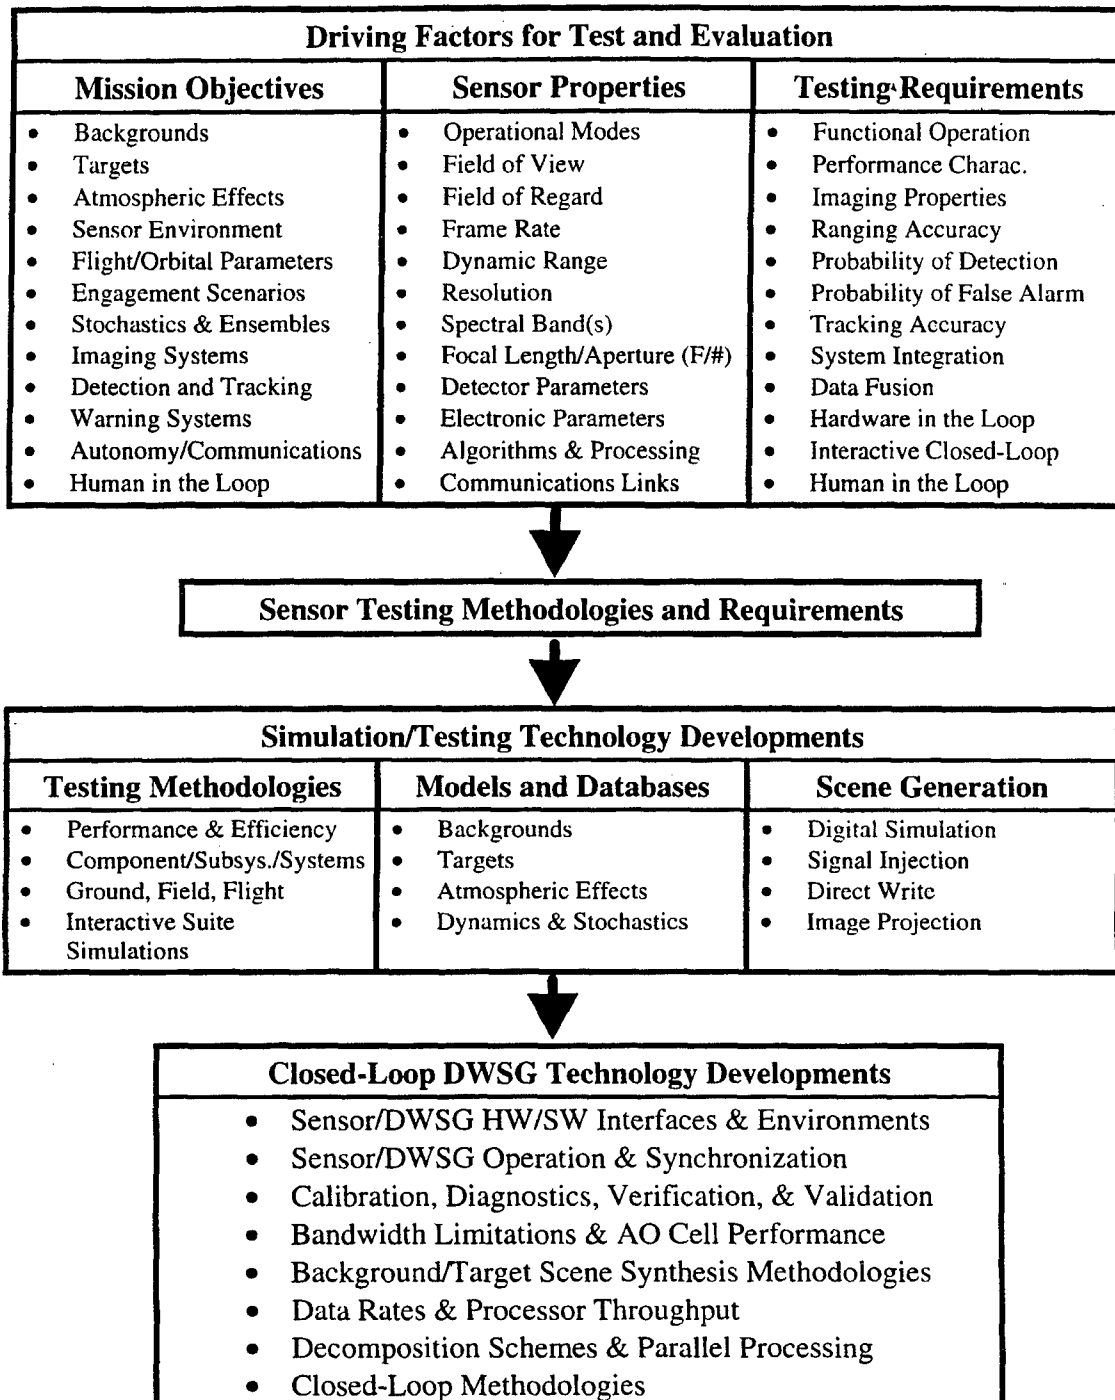 Driving Factors for Test and Evaluation
Mission Objectives
• Backgrounds
• Targets
• Atmospheric Effects
• Sensor Environment
• Flight/Orbital Parameters
• Engagement Scenarios
• Stochastics & Ensembles
• Imaging Systems
• Detection and Tracking
• Warning Systems
• Autonomy/Communications
• Human in the Loop
Sensor Properties
• Operational Modes
• Field of View
• Field of Regard
• Frame Rate
• Dynamic Range
• Resolution
• Spectral Band(s)
• Focal Length/Aperture (F/#)
• Detector Parameters
• Electronic Parameters
• Algorithms & Processing
• Communications Links
Testing Requirements
• Functional Operation
• Performance Charac.
• Imaging Properties
• Ranging Accuracy
• Probability of Detection
• Probability of False Alarm
• Tracking Accuracy
• System Integration
• Data Fusion
• Hardware in the Loop
• Interactive Closed-Loop
• Human in the Loop
Sensor Testing Methodologies and Requirements
Simulation/Testing Technology Developments
Testing Methodologies
• Performance & Efficiency
• Component/Subsys./Systems
• Ground, Field, Flight
• Interactive Suite
Simulations
Models and Databases
• Backgrounds
• Targets
• Atmospheric Effects
• Dynamics & Stochastics
Scene Generation
• Digital Simulation
• Signal Injection
• Direct Write
• Image Projection
Closed-Loop DWSG Technology Developments
• Sensor/DWSG HW/SW Interfaces & Environments
• Sensor/DWSG Operation & Synchronization
• Calibration, Diagnostics, Verification, & Validation
• Bandwidth Limitations & AO Cell Performance
• Background/Target Scene Synthesis Methodologies
• Data Rates & Processor Throughput
• Decomposition Schemes & Parallel Processing
• Closed-Loop Methodologies